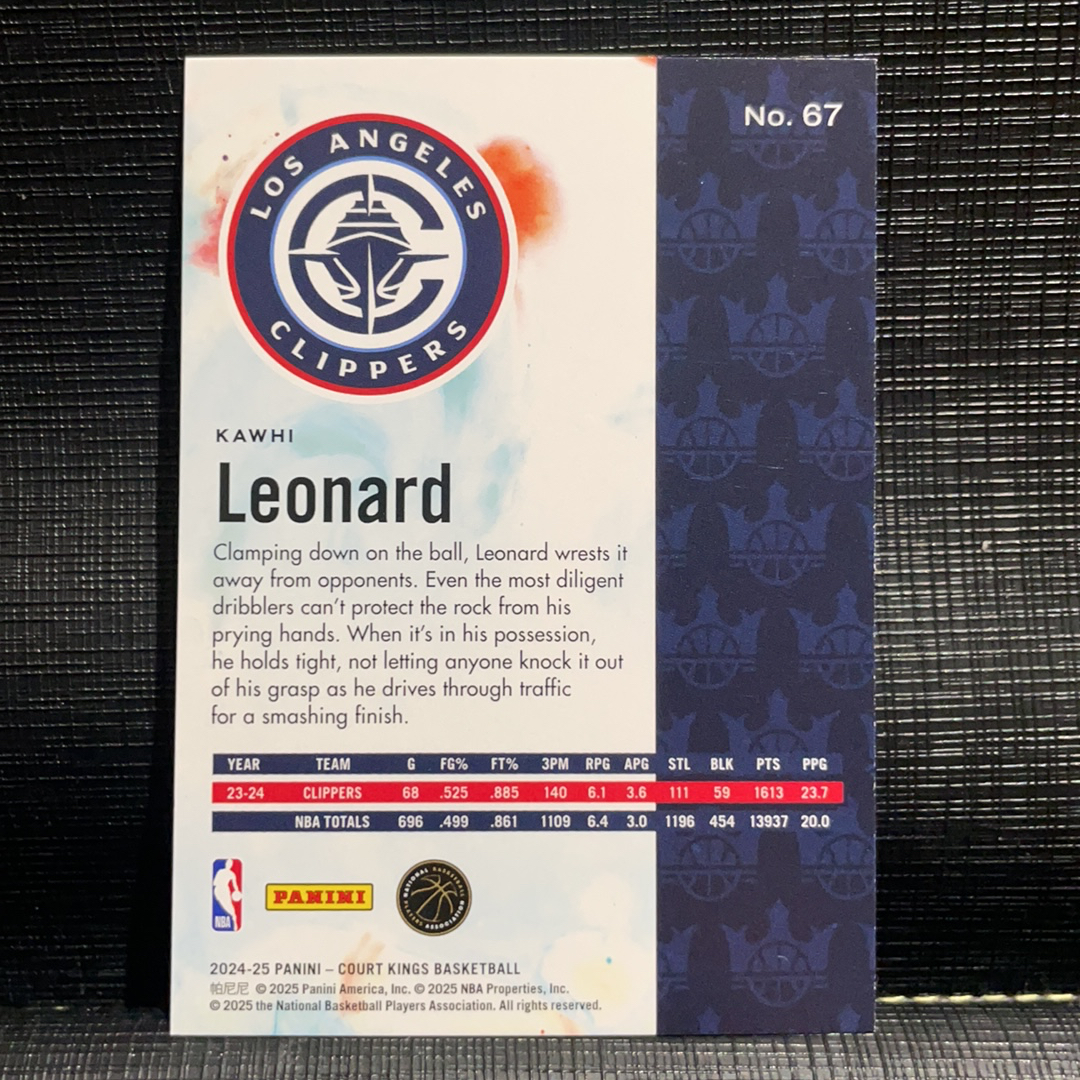 No. 67
LOS ANGELES
CLIPPERS
KAWHI
Leonard
Clamping down on the ball, Leonard wrests it
away from opponents. Even the most diligent
dribblers can't protect the rock from his
prying hands. When it's in his possession,
he holds tight, not letting anyone knock it out
of his grasp as he drives through traffic
for a smashing finish.
YEAR TEAM G FG% FT% 3PM RPG APG STL BLK PTS PPG
23-24 CLIPPERS 68 .525 .885 140 6.1 3.6 111 59 1613 23.7
NBA TOTALS 696 .499 .861 1109 6.4 3.0 1196 454 13937 20.0
NBA
PANINI
NATIONAL BASKETBALL
PLAYERS ASSOCIATION
2024-25 PANINI – COURT KINGS BASKETBALL
帕尼尼 © 2025 Panini America, Inc. © 2025 NBA Properties, Inc.
© 2025 the National Basketball Players Association. All rights reserved.